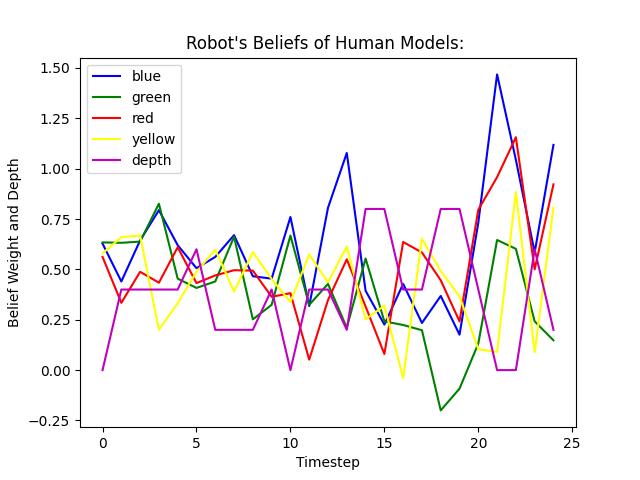 Robot's Beliefs of Human Models:
blue
green
red
yellow
depth
Belief Weight and Depth
1.50
1.25
1.00
0.75
0.50
0.25
0.00
−0.25
0 5 10 15 20 25
Timestep